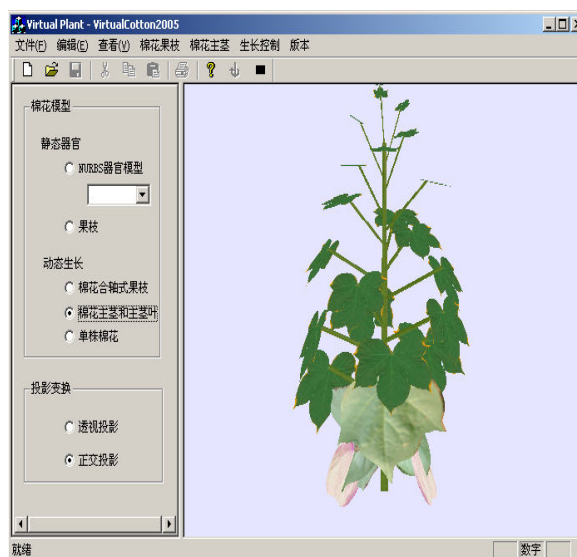 Virtual Plant - VirtualCotton2005
文件(F) 编辑(E) 查看(V) 棉花果枝 棉花主茎 生长控制 版本
棉花模型
静态器官
NURBS器官模型
果枝
动态生长
棉花合轴式果枝
棉花主茎和主茎叶
单株棉花
投影变换
透视投影
正交投影
就绪 数字